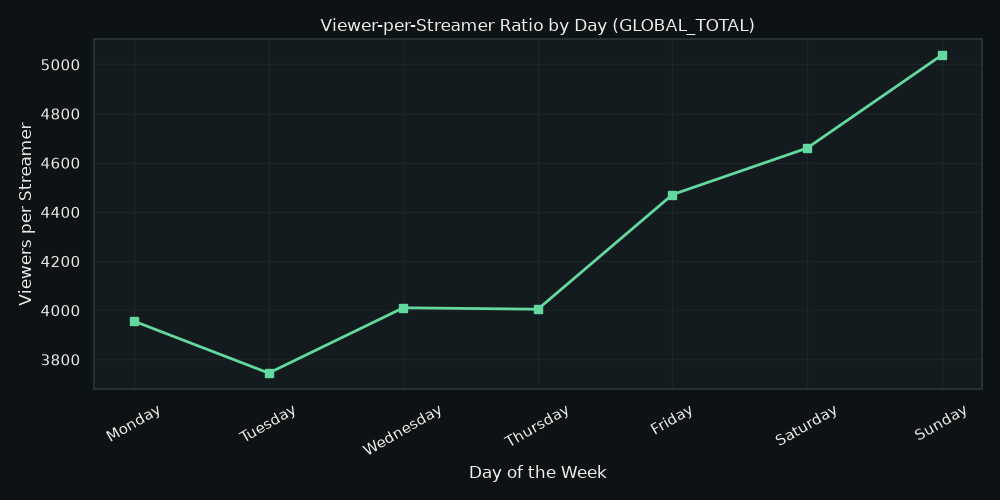 Viewer-per-Streamer Ratio by Day (GLOBAL_TOTAL)
Viewers per Streamer
5000
4800
4600
4400
4200
4000
3800
Monday
Tuesday
Wednesday
Thursday
Friday
Saturday
Sunday
Day of the Week